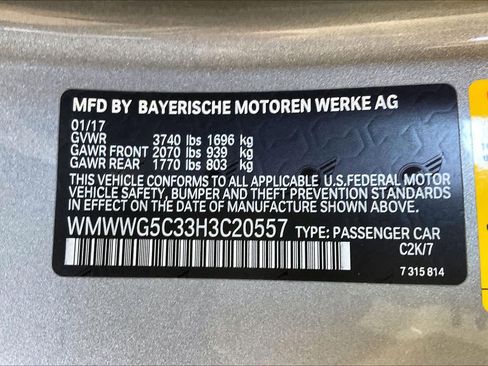 MFD BY BAYERISCHE MOTOREN WERKE AG
01/17
GVWR 3740 lbs 1696 kg
GAWR FRONT 2070 lbs 939 kg
GAWR REAR 1770 lbs 803 kg
THIS VEHICLE CONFORMS TO ALL APPLICABLE U.S.FEDERAL MOTOR
VEHICLE SAFETY, BUMPER AND THEFT PREVENTION STANDARDS
IN EFFECT ON THE DATE OF MANUFACTURE SHOWN ABOVE.
WMWWG5C33H3C20557 TYPE: PASSENGER CAR
C2K/7
7 315 814